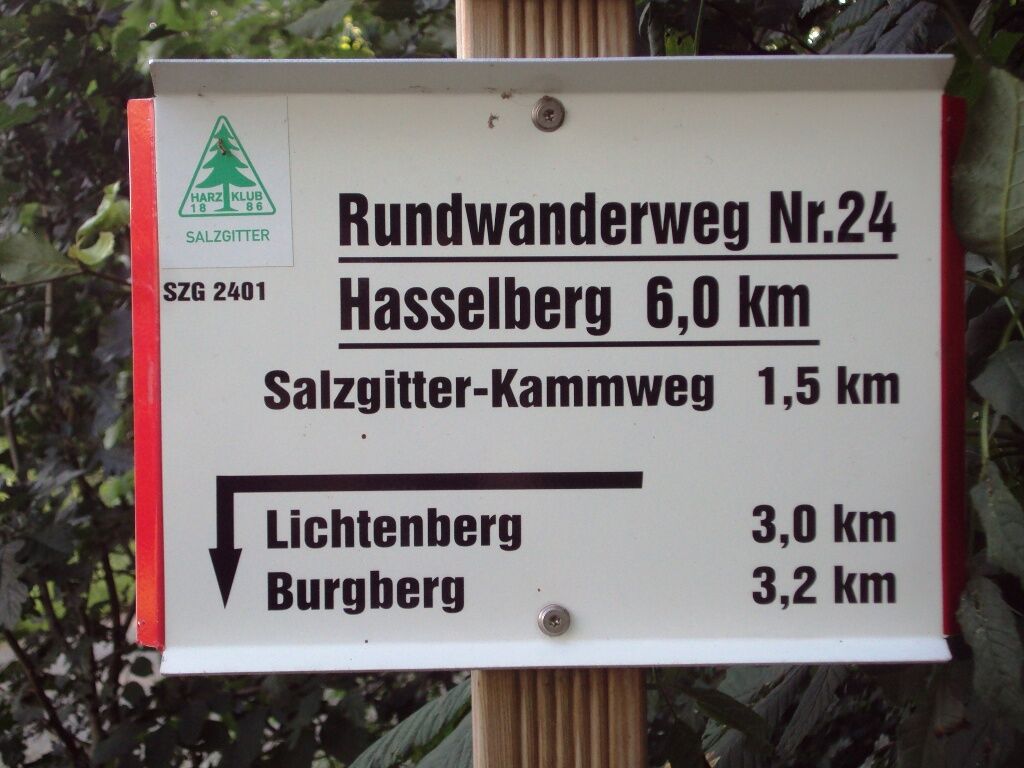 HARZ KLUB
18 86
SALZGITTER
SZG 2401
Rundwanderweg Nr.24
Hasselberg 6,0 km
Salzgitter-Kammweg 1,5 km
Lichtenberg 3,0 km
Burgberg 3,2 km